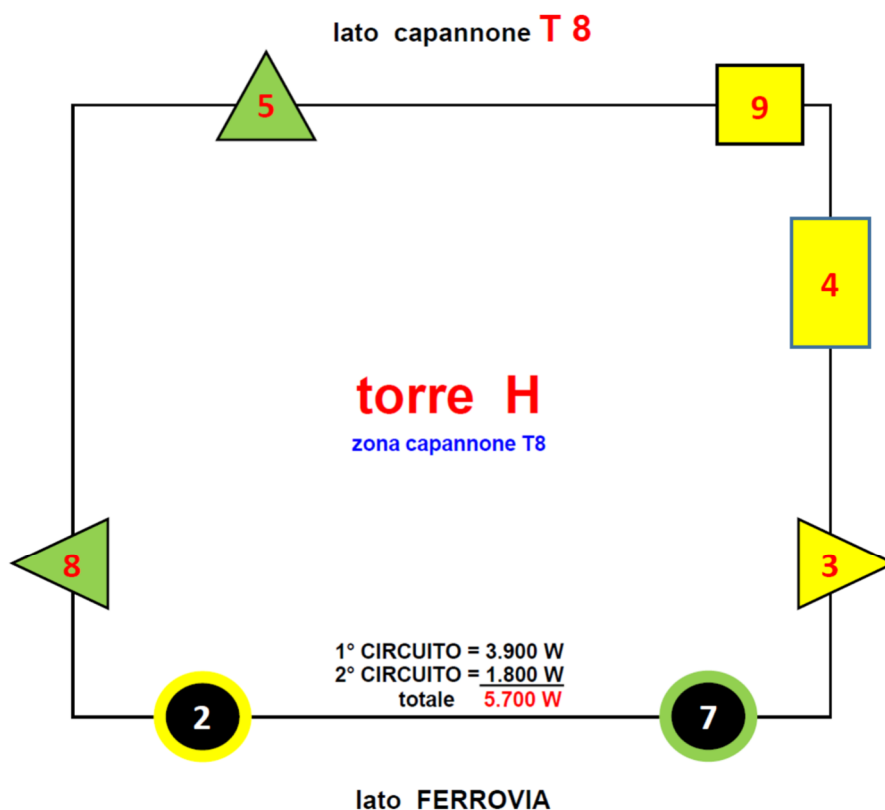 lato capannone T 8
5
9
4
torre H
zona capannone T8
8
3
1° CIRCUITO = 3.900 W
2° CIRCUITO = 1.800 W
totale 5.700 W
2
7
lato FERROVIA